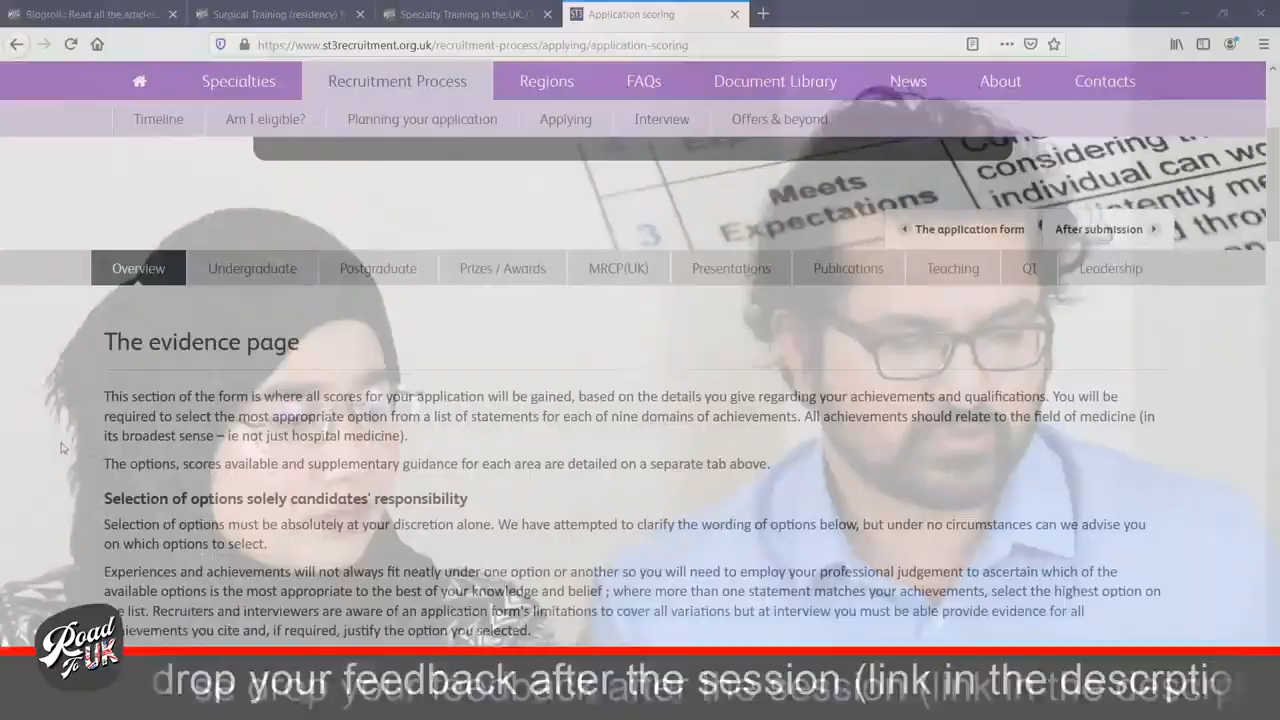 Blogroll: Read all the articles
Surgical Training (residency)
Specialty Training in the UK:
Application scoring
https://www.st3recruitment.org.uk/recruitment-process/applying/application-scoring
Specialties
Recruitment Process
Regions
FAQs
Document Library
News
About
Contacts
Timeline
Am I eligible?
Planning your application
Applying
Interview
Offers & beyond
considering
individual can
Meets
Expectations
3
The application form
After submission
Overview
Undergraduate
Postgraduate
Prizes / Awards
MRCP(UK)
Presentations
Publications
Teaching
QI
Leadership
The evidence page
This section of the form is where all scores for your application will be gained, based on the details you give regarding your achievements and qualifications. You will be
required to select the most appropriate option from a list of statements for each of nine domains of achievements. All achievements should relate to the field of medicine (in
its broadest sense – ie not just hospital medicine).
The options, scores available and supplementary guidance for each area are detailed on a separate tab above.
Selection of options solely candidates' responsibility
Selection of options must be absolutely at your discretion alone. We have attempted to clarify the wording of options below, but under no circumstances can we advise you
on which options to select.
Experiences and achievements will not always fit neatly under one option or another so you will need to employ your professional judgement to ascertain which of the
available options is the most appropriate to the best of your knowledge and belief ; where more than one statement matches your achievements, select the highest option on
list. Recruiters and interviewers are aware of an application form's limitations to cover all variations but at interview you must be able provide evidence for all
you cite and, if required, justify the option you selected.
Road
To UK
drop your feedback after the session (link in the descrptio